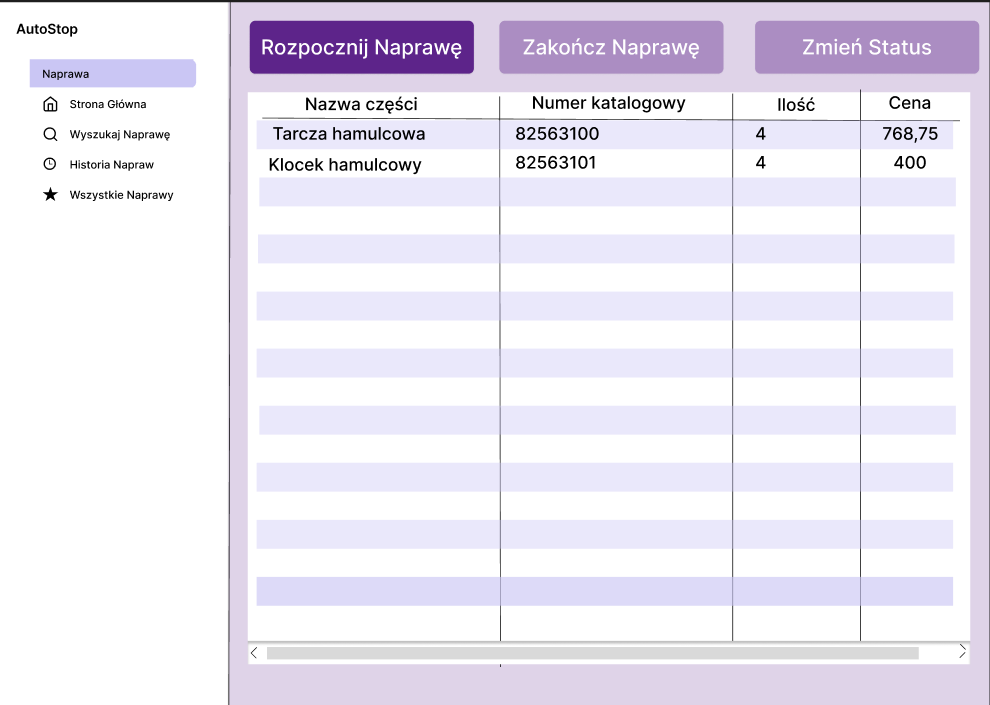 AutoStop
Naprawa
Strona Główna
Wyszukaj Naprawę
Historia Napraw
Wszystkie Naprawy
Rozpocznij Naprawę Zakończ Naprawę Zmień Status
Nazwa części Numer katalogowy Ilość Cena
Tarcza hamulcowa 82563100 4 768,75
Klocek hamulcowy 82563101 4 400